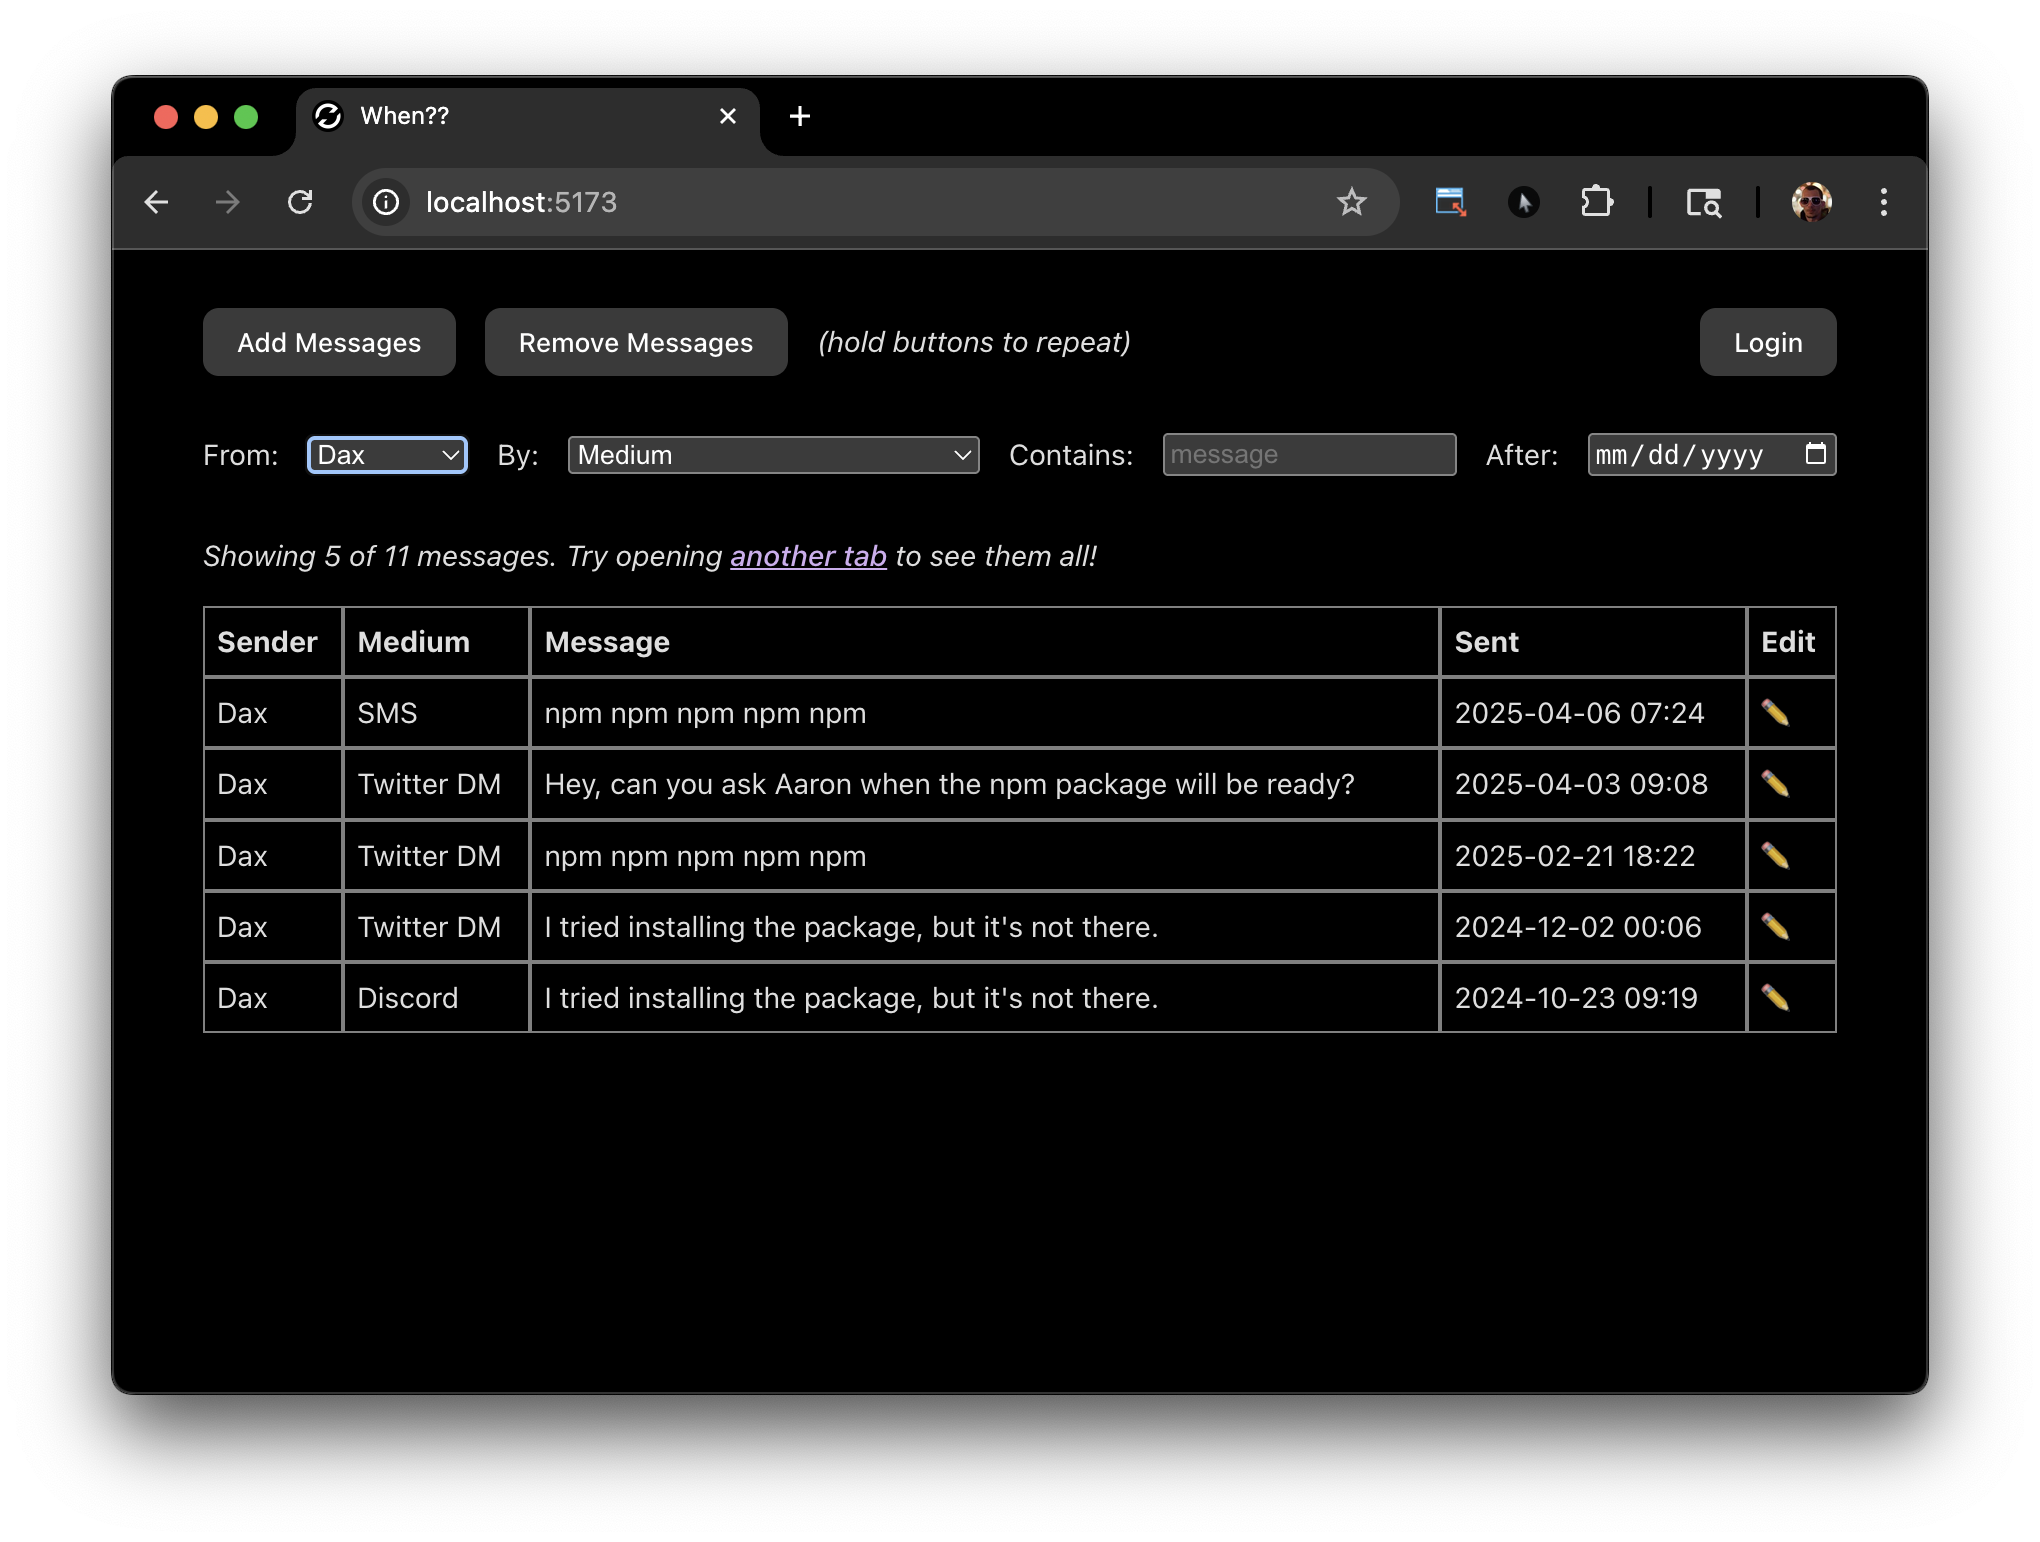 When??
localhost:5173
Add Messages Remove Messages (hold buttons to repeat) Login
From: Dax By: Medium Contains: message After: mm/dd/yyyy
Showing 5 of 11 messages. Try opening another tab to see them all!
Sender Medium Message Sent Edit
Dax SMS npm npm npm npm npm 2025-04-06 07:24
Dax Twitter DM Hey, can you ask Aaron when the npm package will be ready? 2025-04-03 09:08
Dax Twitter DM npm npm npm npm npm 2025-02-21 18:22
Dax Twitter DM I tried installing the package, but it's not there. 2024-12-02 00:06
Dax Discord I tried installing the package, but it's not there. 2024-10-23 09:19